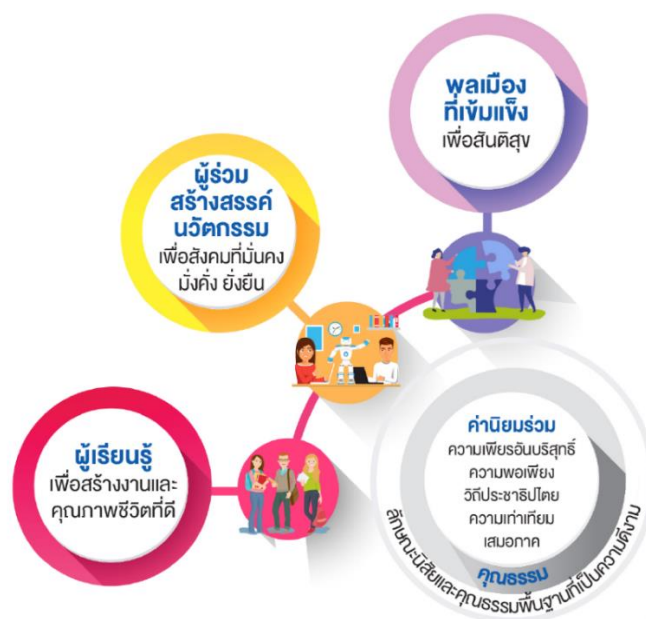 พลเมือง
ที่เข้มแข็ง
เพื่อสันติสุข
ผู้ร่วม
สร้างสรรค์
นวัตกรรม
เพื่อสังคมที่มั่นคง
มั่งคั่ง ยั่งยืน
ผู้เรียนรู้
เพื่อสร้างงานและ
คุณภาพชีวิตที่ดี
ค่านิยมร่วม
ความเพียรอันบริสุทธิ์
ความพอเพียง
วิถีประชาธิปไตย
ความเท่าเทียม
เสมอภาค
คุณธรรม
ลักษณะนิสัยและคุณธรรมพื้นฐานที่เป็นความดีงาม